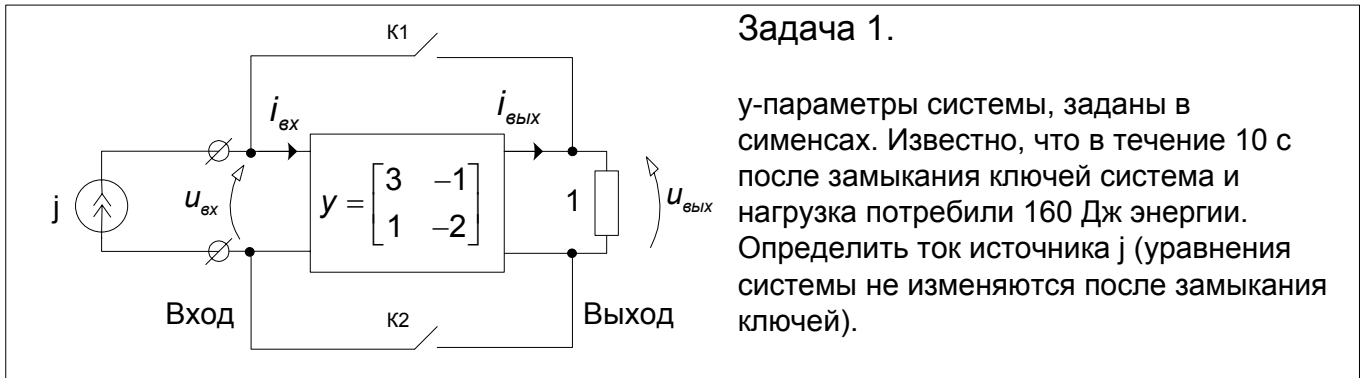 Задача 1.
у-параметры системы, заданы в
сименсах. Известно, что в течение 10 с
после замыкания ключей система и
нагрузка потребили 160 Дж энергии.
Определить ток источника j (уравнения
системы не изменяются после замыкания
ключей).
К1
i_вх
i_вых
j
u_вх
y = [3 −1
1 −2]
1
u_вых
Вход
К2
Выход